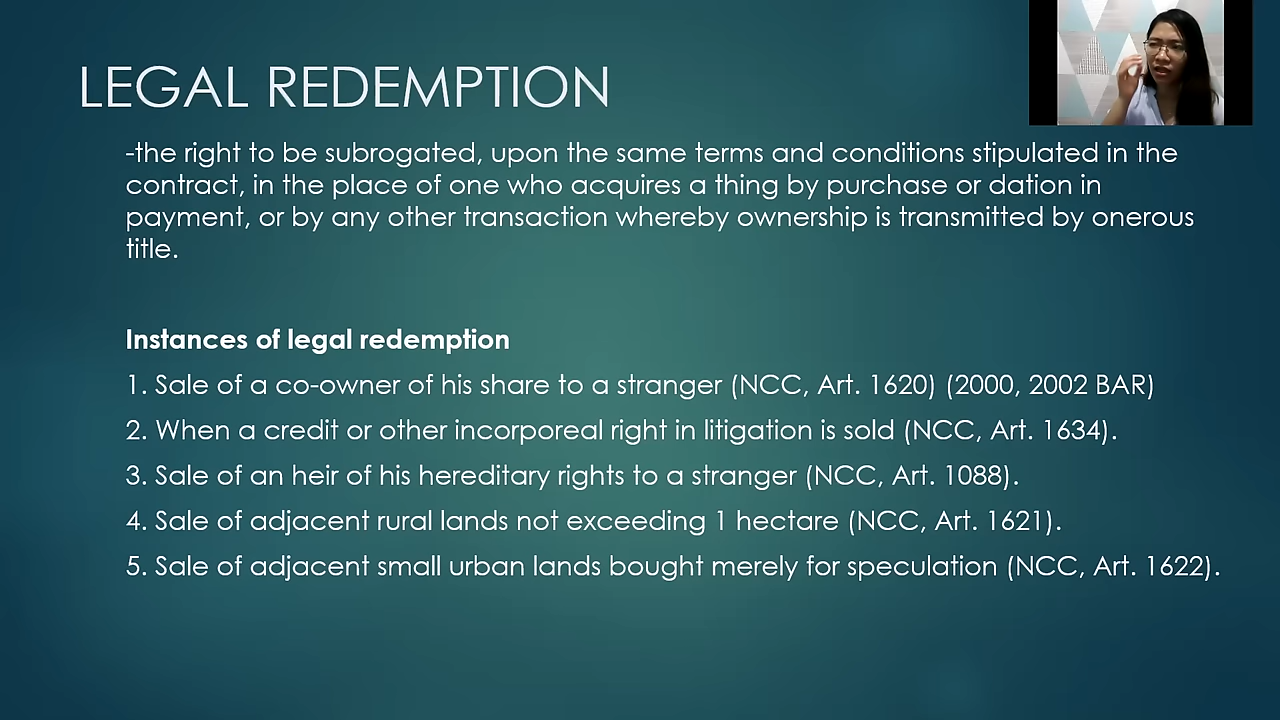 LEGAL REDEMPTION
-the right to be subrogated, upon the same terms and conditions stipulated in the
contract, in the place of one who acquires a thing by purchase or dation in
payment, or by any other transaction whereby ownership is transmitted by onerous
title.
Instances of legal redemption
1. Sale of a co-owner of his share to a stranger (NCC, Art. 1620) (2000, 2002 BAR)
2. When a credit or other incorporeal right in litigation is sold (NCC, Art. 1634).
3. Sale of an heir of his hereditary rights to a stranger (NCC, Art. 1088).
4. Sale of adjacent rural lands not exceeding 1 hectare (NCC, Art. 1621).
5. Sale of adjacent small urban lands bought merely for speculation (NCC, Art. 1622).